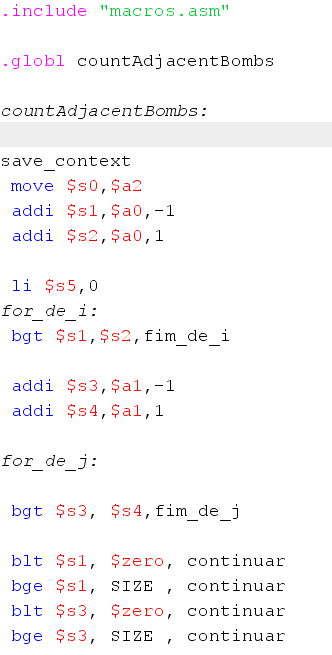 .include "macros.asm"
.globl countAdjacentBombs
countAdjacentBombs:
save_context
move $s0,$a2
addi $s1,$a0,-1
addi $s2,$a0,1
li $s5,0
for_de_i:
bgt $s1,$s2,fim_de_i
addi $s3,$a1,-1
addi $s4,$a1,1
for_de_j:
bgt $s3, $s4,fim_de_j
blt $s1, $zero, continuar
bge $s1, SIZE , continuar
blt $s3, $zero, continuar
bge $s3, SIZE , continuar